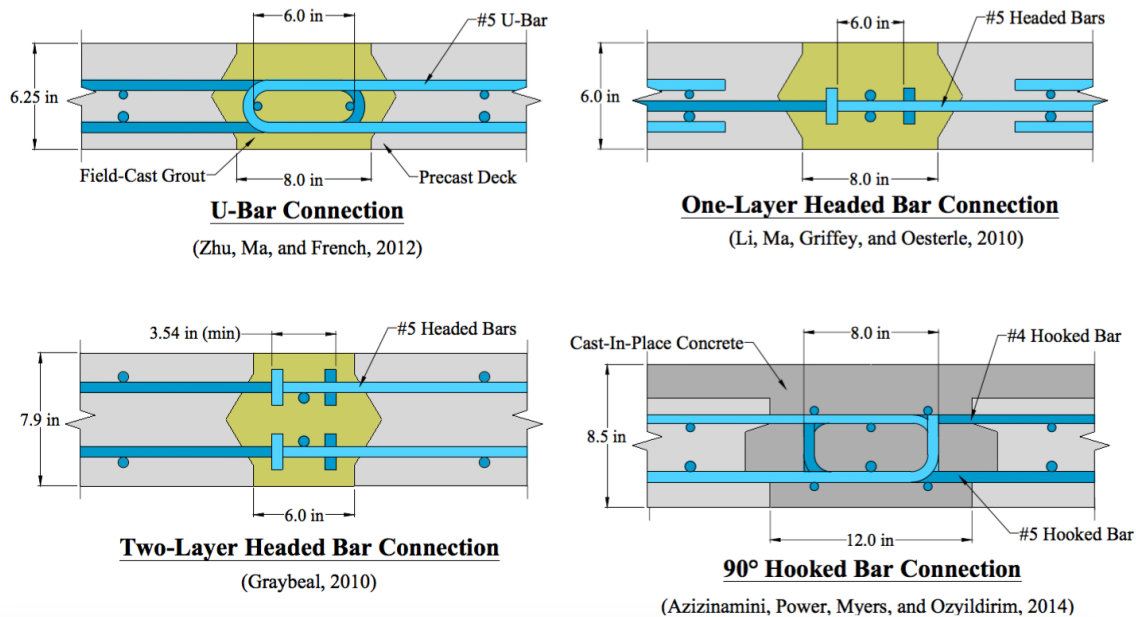 6.0 in
#5 U-Bar
6.25 in
Field-Cast Grout
8.0 in
Precast Deck
U-Bar Connection
(Zhu, Ma, and French, 2012)
6.0 in
#5 Headed Bars
6.0 in
8.0 in
One-Layer Headed Bar Connection
(Li, Ma, Griffey, and Oesterle, 2010)
3.54 in (min)
#5 Headed Bars
7.9 in
6.0 in
Two-Layer Headed Bar Connection
(Graybeal, 2010)
8.0 in
Cast-In-Place Concrete
#4 Hooked Bar
8.5 in
12.0 in
#5 Hooked Bar
90° Hooked Bar Connection
(Azizinamini, Power, Myers, and Ozyildirim, 2014)